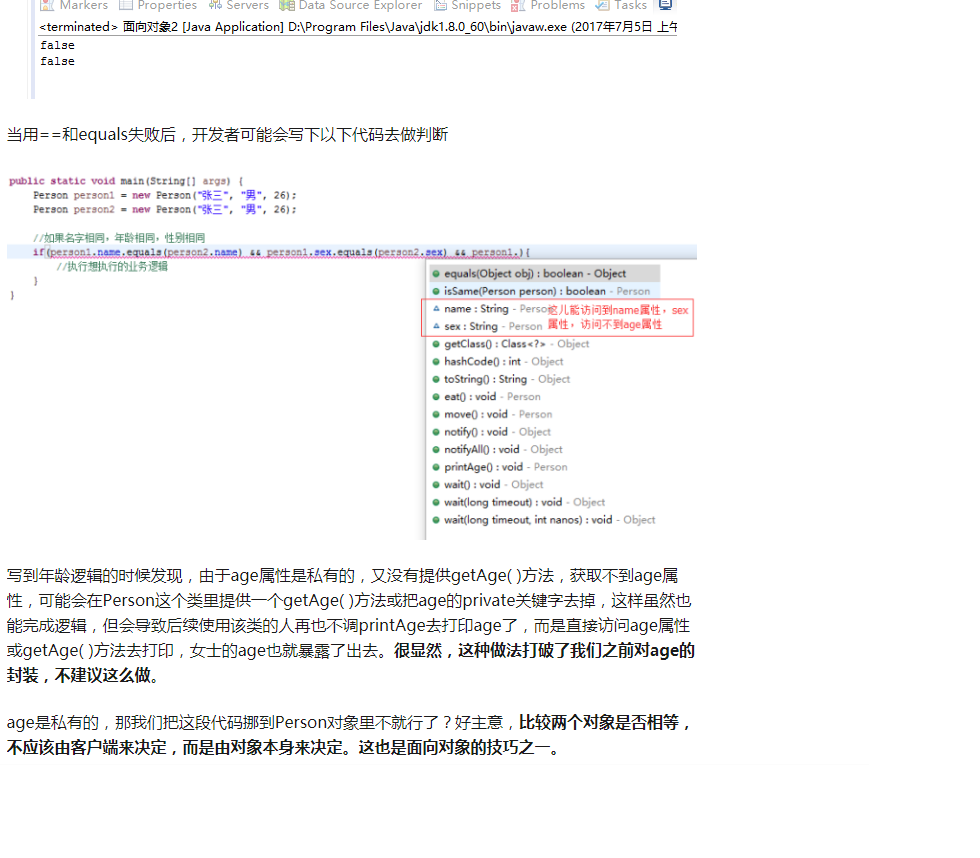 Markers Properties Servers Data Source Explorer Snippets Problems Tasks
<terminated> 面向对象2 [Java Application] D:\Program Files\Java\jdk1.8.0_60\bin\javaw.exe (2017年7月5日 上午
false
false
当用==和equals失败后，开发者可能会写下以下代码去做判断
public static void main(String[] args) {
Person person1 = new Person("张三", "男", 26);
Person person2 = new Person("张三", "男", 26);
//如果名字相同，年龄相同，性别相同
if(person1.name.equals(person2.name) && person1.sex.equals(person2.sex) && person1.){
//执行想执行的业务逻辑
}
}
equals(Object obj) : boolean - Object
isSame(Person person) : boolean - Person
name : String - Perso这儿能访问到name属性，sex
sex : String - Person 属性，访问不到age属性
getClass() : Class<?> - Object
hashCode() : int - Object
toString() : String - Object
eat() : void - Person
move() : void - Person
notify() : void - Object
notifyAll() : void - Object
printAge() : void - Person
wait() : void - Object
wait(long timeout) : void - Object
wait(long timeout, int nanos) : void - Object
写到年龄逻辑的时候发现，由于age属性是私有的，又没有提供getAge( )方法，获取不到age属
性，可能会在Person这个类里提供一个getAge( )方法或把age的private关键字去掉，这样虽然也
能完成逻辑，但会导致后续使用该类的人再也不调printAge去打印age了，而是直接访问age属性
或getAge( )方法去打印，女士的age也就暴露了出去。很显然，这种做法打破了我们之前对age的
封装，不建议这么做。
age是私有的，那我们把这段代码挪到Person对象里不就行了？好主意，比较两个对象是否相等，
不应该由客户端来决定，而是由对象本身来决定。这也是面向对象的技巧之一。